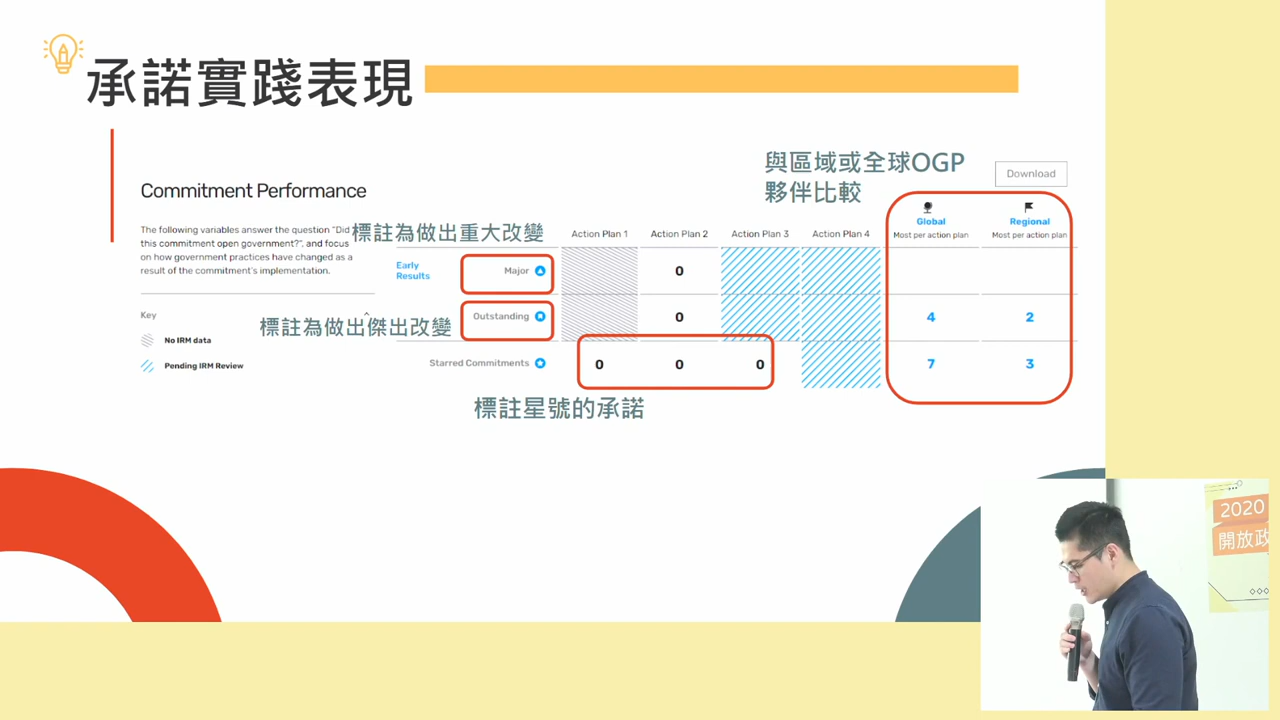 承諾實踐表現
與區域或全球OGP
夥伴比較
Download
Commitment Performance
The following variables answer the question "Did
this commitment open government?", and focus
on how government practices have changed as a
result of the commitment's implementation.
標註為做出重大改變
Action Plan 1
Action Plan 2
Action Plan 3
Action Plan 4
Global
Most per action plan
Regional
Most per action plan
Early
Results
Major
0
Key
No IRM data
Pending IRM Review
標註為做出傑出改變
Outstanding
0
4
2
Starred Commitments
0
0
0
7
3
標註星號的承諾
2020
開放政